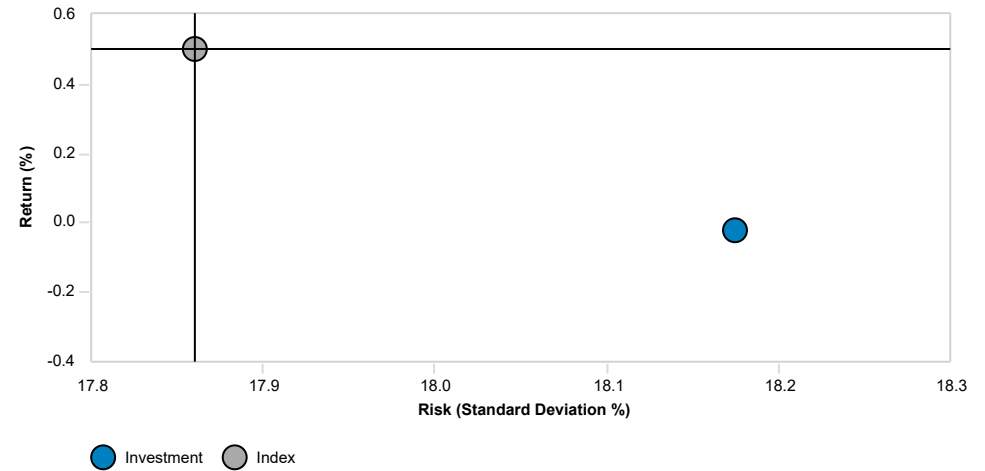 0.6
0.4
0.2
0.0
-0.2
-0.4
Return (%)
17.8 17.9 18.0 18.1 18.2 18.3
Risk (Standard Deviation %)
Investment Index